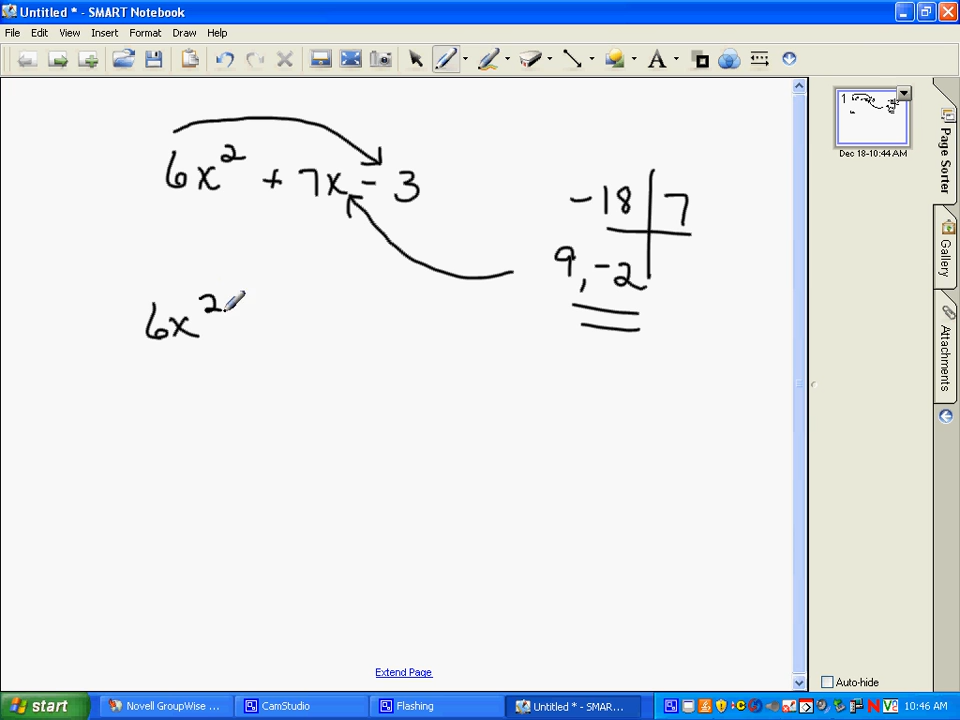 Untitled * - SMART Notebook
File Edit View Insert Format Draw Help
6x² + 7x - 3
-18 | 7
9, -2
6x²
1
Dec 18-10:44 AM
Page Sorter
Gallery
Attachments
Extend Page
Auto-hide
start Novell GroupWise ... CamStudio Flashing Untitled * - SMAR... 10:46 AM